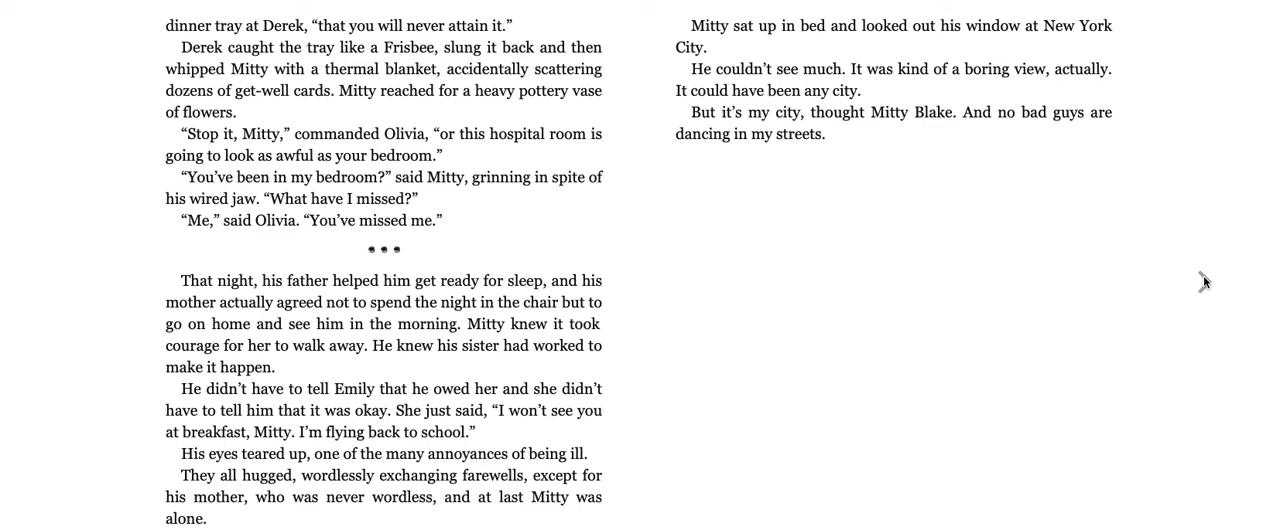 dinner tray at Derek, “that you will never attain it.”
Derek caught the tray like a Frisbee, slung it back and then
whipped Mitty with a thermal blanket, accidentally scattering
dozens of get-well cards. Mitty reached for a heavy pottery vase
of flowers.
“Stop it, Mitty,” commanded Olivia, “or this hospital room is
going to look as awful as your bedroom.”
“You’ve been in my bedroom?” said Mitty, grinning in spite of
his wired jaw. “What have I missed?”
“Me,” said Olivia. “You’ve missed me.”
That night, his father helped him get ready for sleep, and his
mother actually agreed not to spend the night in the chair but to
go on home and see him in the morning. Mitty knew it took
courage for her to walk away. He knew his sister had worked to
make it happen.
He didn’t have to tell Emily that he owed her and she didn’t
have to tell him that it was okay. She just said, “I won’t see you
at breakfast, Mitty. I’m flying back to school.”
His eyes teared up, one of the many annoyances of being ill.
They all hugged, wordlessly exchanging farewells, except for
his mother, who was never wordless, and at last Mitty was
alone.
Mitty sat up in bed and looked out his window at New York
City.
He couldn’t see much. It was kind of a boring view, actually.
It could have been any city.
But it’s my city, thought Mitty Blake. And no bad guys are
dancing in my streets.